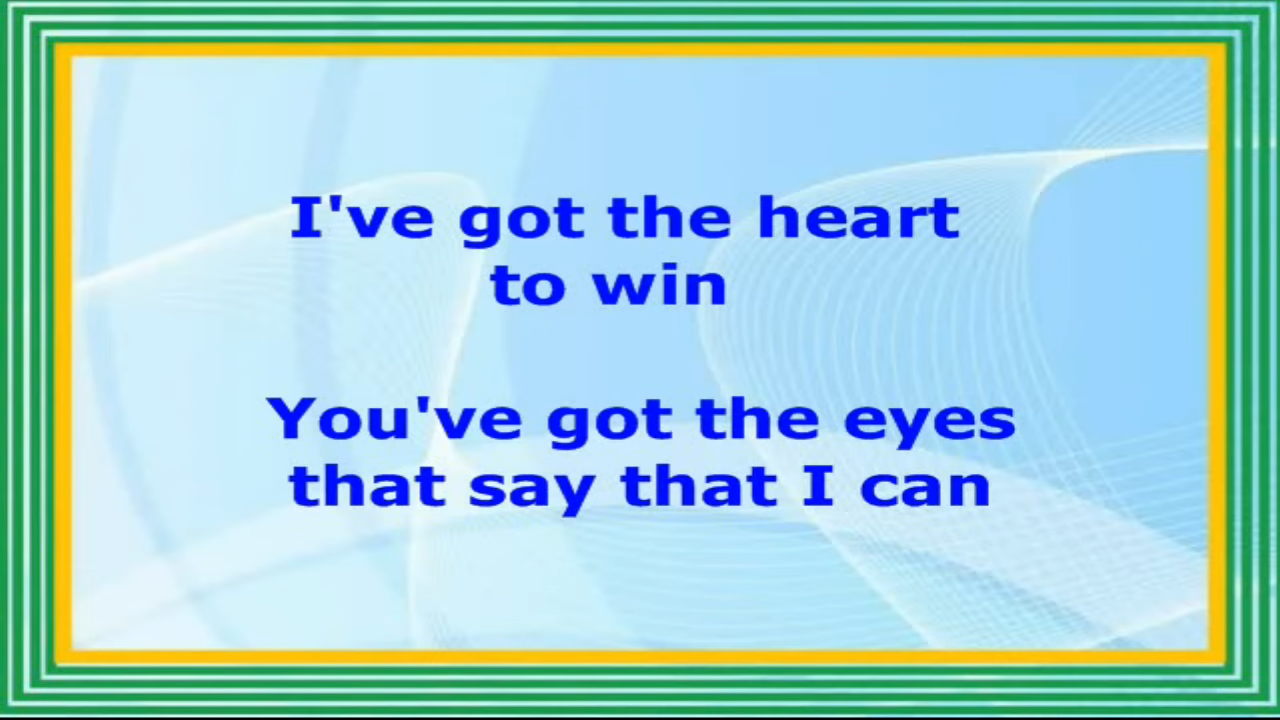 I've got the heart
to win
You've got the eyes
that say that I can